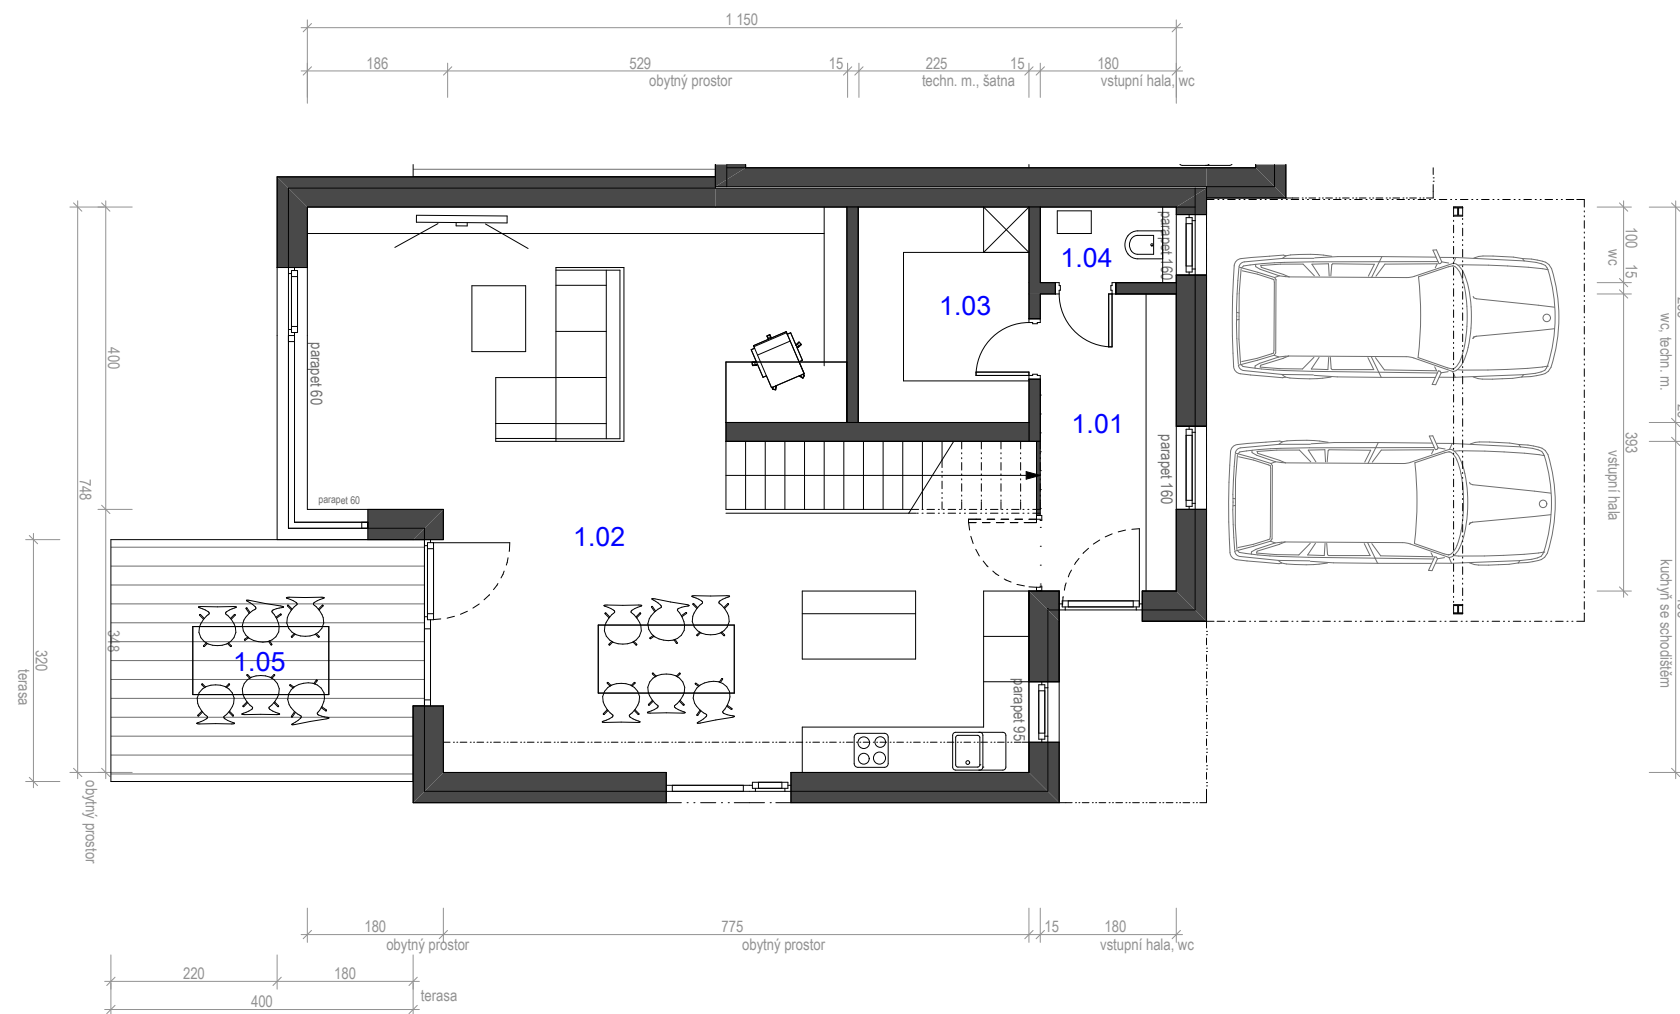 1 150
186
529
15
225
15
180
obytný prostor
techn. m., šatna
vstupní hala, wc
1.04
parapet 160
1.03
100
15
wc
wc, techn. m.
400
parapet 60
1.01
parapet 160
393
vstupní hala
748
parapet 60
1.02
kuchyň se schodištěm
348
320
terasa
1.05
parapet 95
obytný prostor
180
775
15
180
obytný prostor
obytný prostor
vstupní hala, wc
220
180
400
terasa